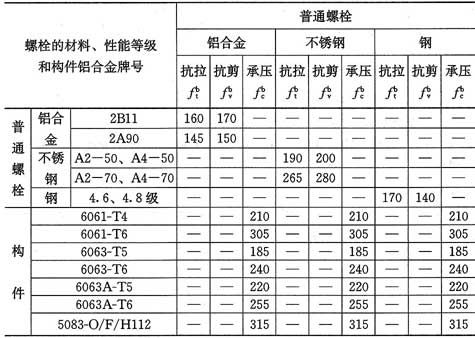 螺栓的材料、性能等级和构件铝合金牌号 普通螺栓
铝合金 不锈钢 钢
抗拉 抗剪 承压 抗拉 抗剪 承压 抗拉 抗剪 承压
f_t^b f_v^b f_c^b f_t^b f_v^b f_c^b f_t^b f_v^b f_c^b
普通螺栓 铝合金 2B11 160 170 — — — — — — —
2A90 145 150 — — — — — — —
不锈钢 A2—50、A4—50 — — — 190 200 — — — —
A2—70、A4—70 — — — 265 280 — — — —
钢 4.6、4.8级 — — — — — — 170 140 —
构件 6061-T4 — — 210 — — 210 — — 210
6061-T6 — — 305 — — 305 — — 305
6063-T5 — — 185 — — 185 — — 185
6063-T6 — — 240 — — 240 — — 240
6063A-T5 — — 220 — — 220 — — 220
6063A-T6 — — 255 — — 255 — — 255
5083-O/F/H112 — — 315 — — 315 — — 315